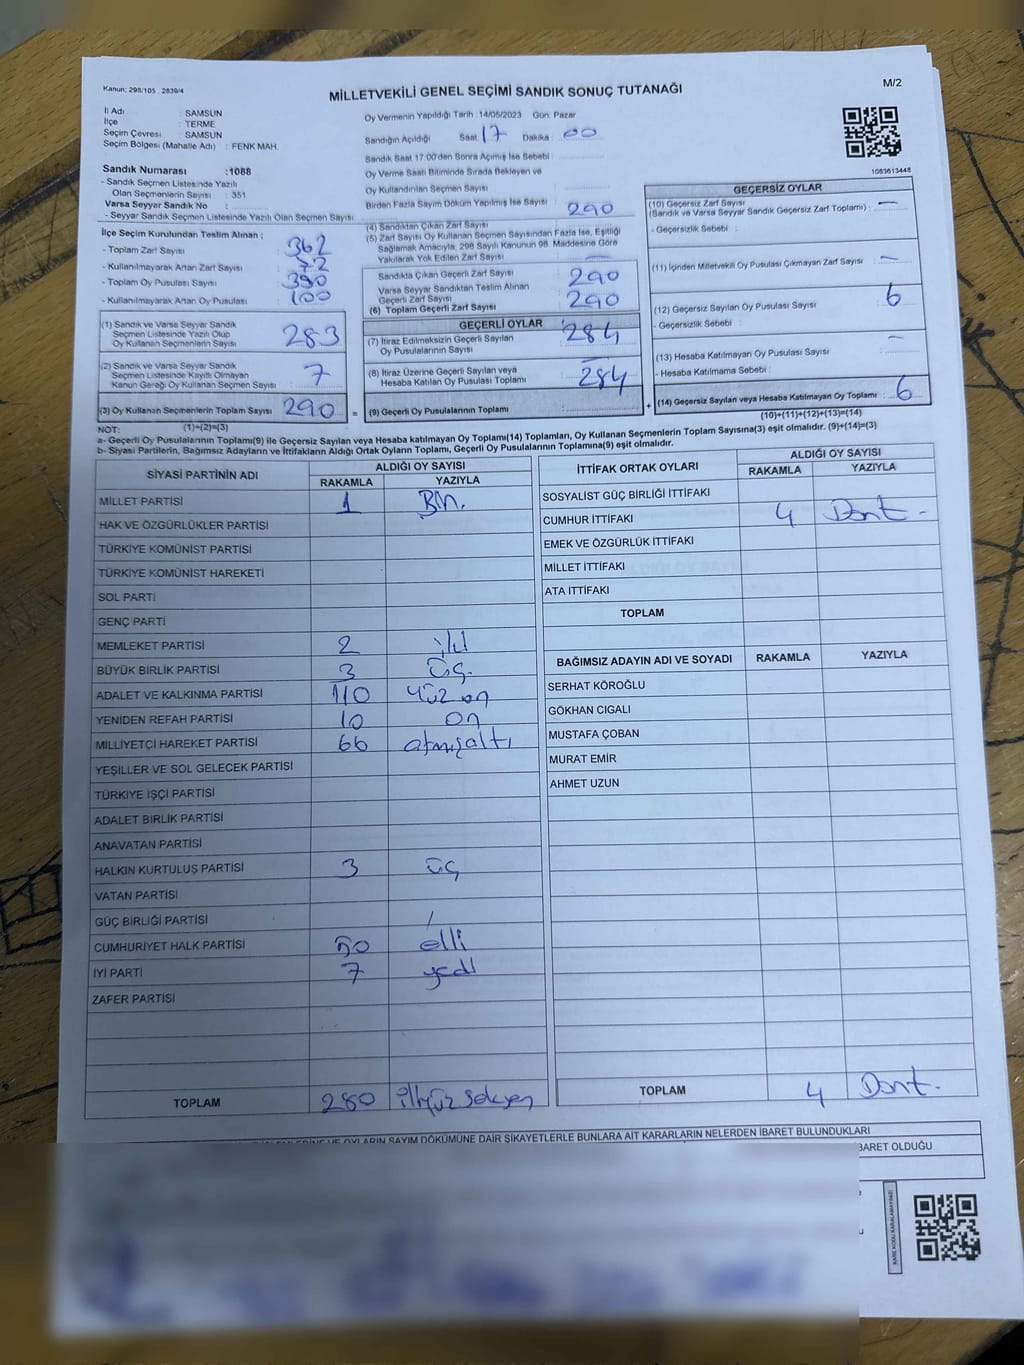 Kanun: 298/105 . 2839/4
MİLLETVEKİLİ GENEL SEÇİMİ SANDIK SONUÇ TUTANAĞI
M/2
İl Adı : SAMSUN
İlçe : TERME
Seçim Çevresi : SAMSUN
Seçim Bölgesi (Mahalle Adı) : FENK MAH.
Sandık Numarası :1088
- Sandık Seçmen Listesinde Yazılı
Olan Seçmenlerin Sayısı : 351
Varsa Seyyar Sandık No :
- Seyyar Sandık Seçmen Listesinde Yazılı Olan Seçmen Sayısı
Oy Vermenin Yapıldığı Tarih :14/05/2023 Gün: Pazar
Sandığın Açıldığı Saat 17 Dakika : 00
Sandık Saat 17:00'den Sonra Açılmış İse Sebebi :
Oy Verme Saati Bitiminde Sırada Bekleyen ve
Oy Kullandırılan Seçmen Sayısı
Birden Fazla Sayım Döküm Yapılmış İse Sayısı
1083613448
İlçe Seçim Kurulundan Teslim Alınan ;
- Toplam Zarf Sayısı : 362
- Kullanılmayarak Artan Zarf Sayısı : 72
- Toplam Oy Pusulası Sayısı : 390
- Kullanılmayarak Artan Oy Pusulası : 100
(4) Sandıktan Çıkan Zarf Sayısı 290
(5) Zarf Sayısı Oy Kullanan Seçmen Sayısından Fazla İse, Eşitliği
Sağlamak Amacıyla, 298 Sayılı Kanunun 98. Maddesine Göre
Yakılarak Yok Edilen Zarf Sayısı —
Sandıkta Çıkan Geçerli Zarf Sayısı 290
Varsa Seyyar Sandıktan Teslim Alınan
Geçerli Zarf Sayısı
(6) Toplam Geçerli Zarf Sayısı 290
GEÇERSİZ OYLAR
(10) Geçersiz Zarf Sayısı : —
(Sandık ve Varsa Seyyar Sandık Geçersiz Zarf Toplamı)
- Geçersizlik Sebebi :
(11) İçinden Milletvekili Oy Pusulası Çıkmayan Zarf Sayısı —
(12) Geçersiz Sayılan Oy Pusulası Sayısı : 6
- Geçersizlik Sebebi :
(13) Hesaba Katılmayan Oy Pusulası Sayısı : —
- Hesaba Katılmama Sebebi :
(14) Geçersiz Sayılan veya Hesaba Katılmayan Oy Toplamı : 6
(10)+(11)+(12)+(13)=(14)
(1) Sandık ve Varsa Seyyar Sandık
Seçmen Listesinde Yazılı Olup
Oy Kullanan Seçmenlerin Sayısı : 283
(2) Sandık ve Varsa Seyyar Sandık
Seçmen Listesinde Kayıtlı Olmayan
Kanun Gereği Oy Kullanan Seçmen Sayısı : 7
(3) Oy Kullanan Seçmenlerin Toplam Sayısı : 290
(1)+(2)=(3)
GEÇERLİ OYLAR
(7) İtiraz Edilmeksizin Geçerli Sayılan
Oy Pusulalarının Sayısı 284
(8) İtiraz Üzerine Geçerli Sayılan veya
Hesaba Katılan Oy Pusulası Toplamı —
(9) Geçerli Oy Pusulalarının Toplamı : 284
NOT:
a- Geçerli Oy Pusulaların Toplamı(9) ile Geçersiz Sayılan veya Hesaba katılmayan Oy Toplamı(14) Toplamları, Oy Kullanan Seçmenlerin Toplam Sayısına(3) eşit olmalıdır. (9)+(14)=(3)
b- Siyasi Partilerin, Bağımsız Adayların ve İttifakların Aldığı Ortak Oyların Toplamı, Geçerli Oy Pusulalarının Toplamına(9) eşit olmalıdır.
SİYASİ PARTİNİN ADI ALDIĞI OY SAYISI
RAKAMLA YAZIYLA
MİLLET PARTİSİ 1 Bir.
HAK VE ÖZGÜRLÜKLER PARTİSİ
TÜRKİYE KOMÜNİST PARTİSİ
TÜRKİYE KOMÜNİST HAREKETİ
SOL PARTİ
GENÇ PARTİ
MEMLEKET PARTİSİ 2 iki
BÜYÜK BİRLİK PARTİSİ 3 üç.
ADALET VE KALKINMA PARTİSİ 110 yüz on
YENİDEN REFAH PARTİSİ 10 on
MİLLİYETÇİ HAREKET PARTİSİ 66 atmışaltı
YEŞİLLER VE SOL GELECEK PARTİSİ
TÜRKİYE İŞÇİ PARTİSİ
ADALET BİRLİK PARTİSİ
ANAVATAN PARTİSİ
HALKIN KURTULUŞ PARTİSİ 3 üç
VATAN PARTİSİ
GÜÇ BİRLİĞİ PARTİSİ
CUMHURİYET HALK PARTİSİ elli
İYİ PARTİ 7 yedi
ZAFER PARTİSİ
TOPLAM 280 ikiyüz seksen
İTTİFAK ORTAK OYLARI ALDIĞI OY SAYISI
RAKAMLA YAZIYLA
SOSYALİST GÜÇ BİRLİĞİ İTTİFAKI
CUMHUR İTTİFAKI 4 Dört -
EMEK VE ÖZGÜRLÜK İTTİFAKI
MİLLET İTTİFAKI
ATA İTTİFAKI
TOPLAM
BAĞIMSIZ ADAYIN ADI VE SOYADI RAKAMLA YAZIYLA
SERHAT KÖROĞLU
GÖKHAN CIGALI
MUSTAFA ÇOBAN
MURAT EMİR
AHMET UZUN
TOPLAM 4 Dört.
OYLARIN SAYIM DÖKÜMÜNE DAİR ŞİKAYETLERLE BUNLARA AİT KARARLARIN NELERDEN İBARET BULUNDUKLARI
BARET OLDUĞU